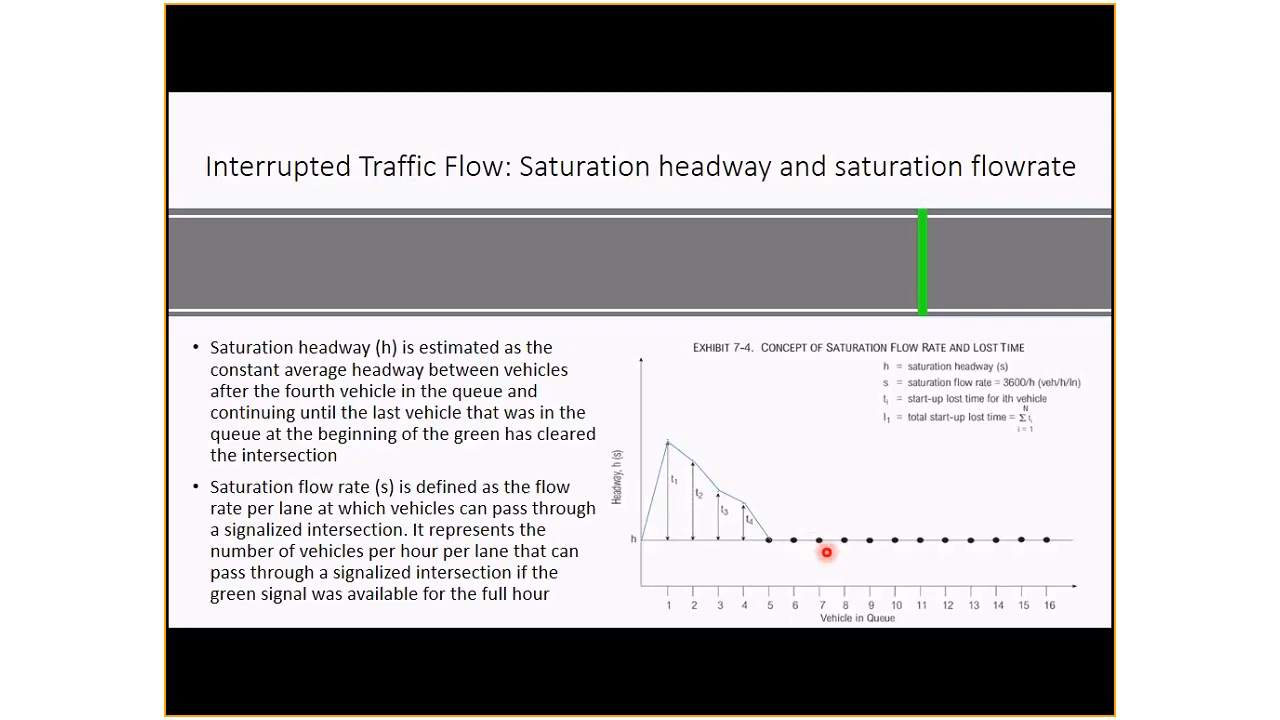 Interrupted Traffic Flow: Saturation headway and saturation flowrate
• Saturation headway (h) is estimated as the
constant average headway between vehicles
after the fourth vehicle in the queue and
continuing until the last vehicle that was in the
queue at the beginning of the green has cleared
the intersection
• Saturation flow rate (s) is defined as the flow
rate per lane at which vehicles can pass through
a signalized intersection. It represents the
number of vehicles per hour per lane that can
pass through a signalized intersection if the
green signal was available for the full hour
EXHIBIT 7-4. CONCEPT OF SATURATION FLOW RATE AND LOST TIME
h = saturation headway (s)
s = saturation flow rate = 3600/h (veh/h/ln)
tᵢ = start-up lost time for ith vehicle
l₁ = total start-up lost time = Σ tᵢ
N
i = 1
Headway, h (s)
t₁
t₂
t₃
t₄
h
1 2 3 4 5 6 7 8 9 10 11 12 13 14 15 16
Vehicle in Queue